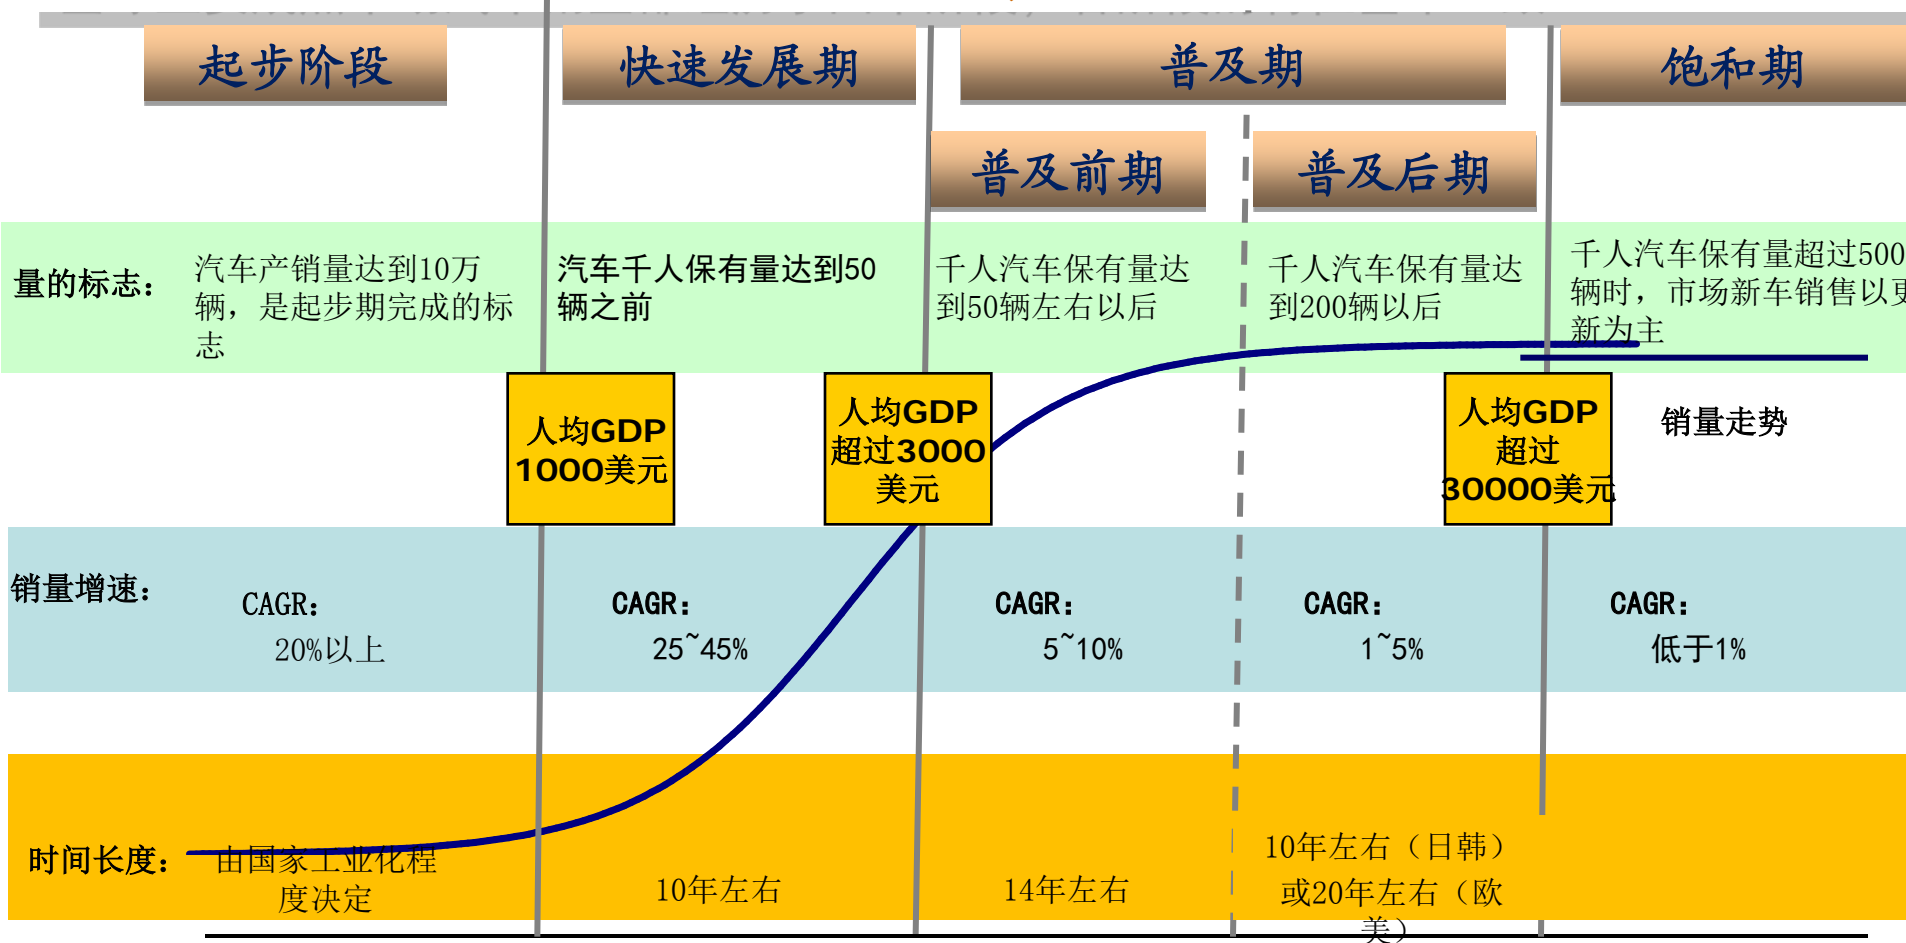 起步阶段
快速发展期
普及期
饱和期
普及前期
普及后期
量的标志：
汽车产销量达到10万
辆，是起步期完成的标
志
汽车千人保有量达到50
辆之前
千人汽车保有量达
到50辆左右以后
千人汽车保有量达
到200辆以后
千人汽车保有量超过500
辆时，市场新车销售以更
新为主
人均GDP
1000美元
人均GDP
超过3000
美元
人均GDP
超过
30000美元
销量走势
销量增速：
CAGR：
20%以上
CAGR：
25~45%
CAGR：
5~10%
CAGR：
1~5%
CAGR：
低于1%
时间长度：
由国家工业化程
度决定
10年左右
14年左右
10年左右（日韩）
或20年左右（欧
美）